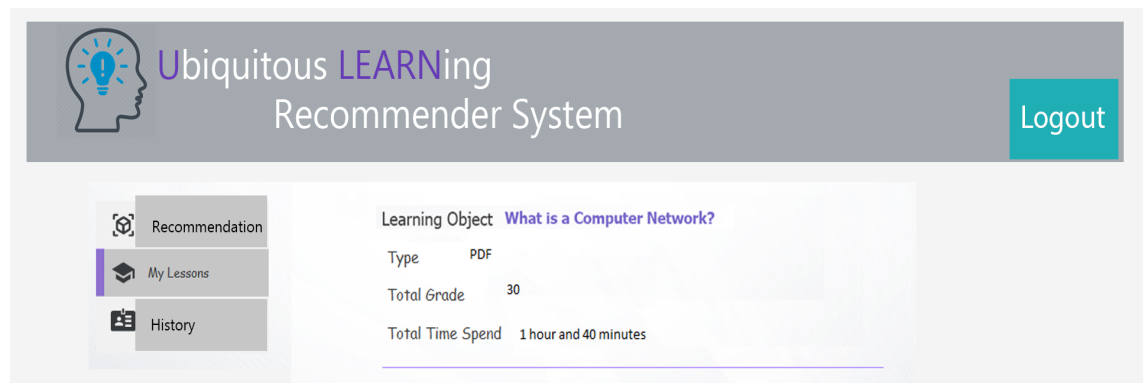 Ubiquitous LEARNing
Recommender System
Logout
Recommendation
My Lessons
History
Learning Object What is a Computer Network?
Type PDF
Total Grade 30
Total Time Spend 1 hour and 40 minutes